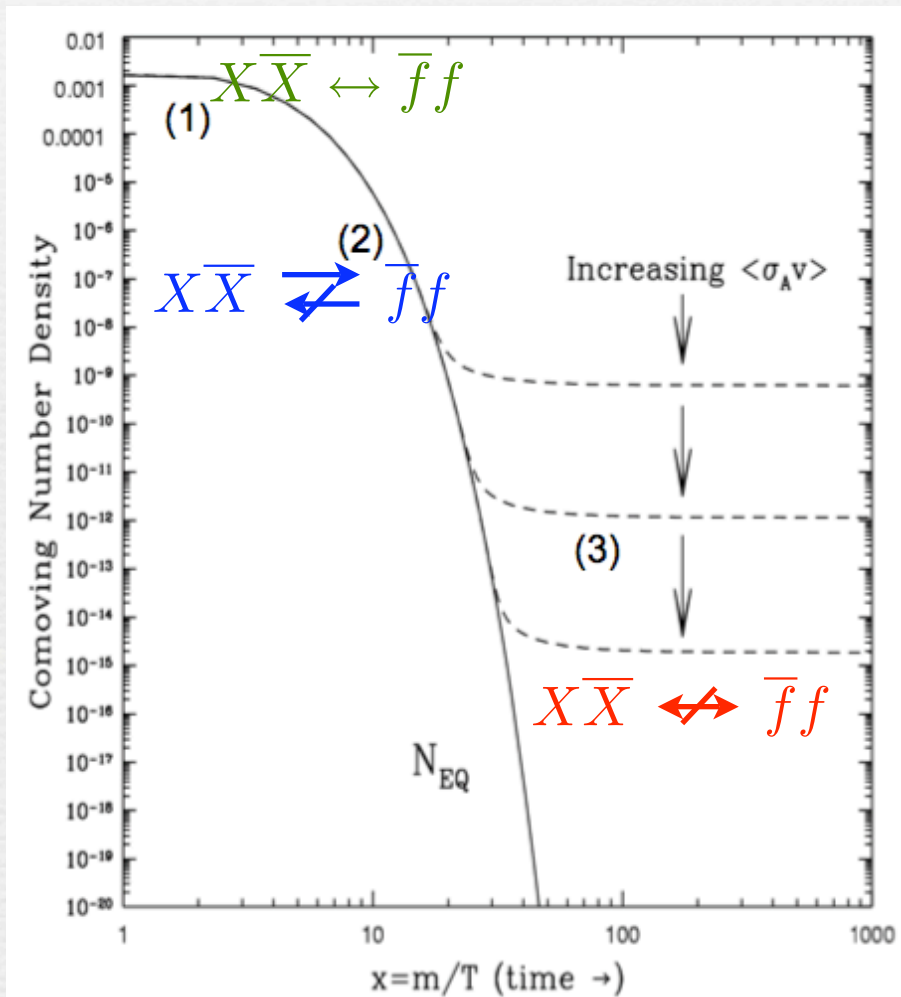 0.01
0.001
0.0001
10⁻⁵
10⁻⁶
10⁻⁷
10⁻⁸
10⁻⁹
10⁻¹⁰
10⁻¹¹
10⁻¹²
10⁻¹³
10⁻¹⁴
10⁻¹⁵
10⁻¹⁶
10⁻¹⁷
10⁻¹⁸
10⁻¹⁹
10⁻²⁰
Comoving Number Density
XX̅ ↔ f̅f
(1)
(2)
XX̅ ⇄̸ f̅f
Increasing <σ_A v>
(3)
XX̅ ↮ f̅f
N_EQ
1 10 100 1000
x=m/T (time →)